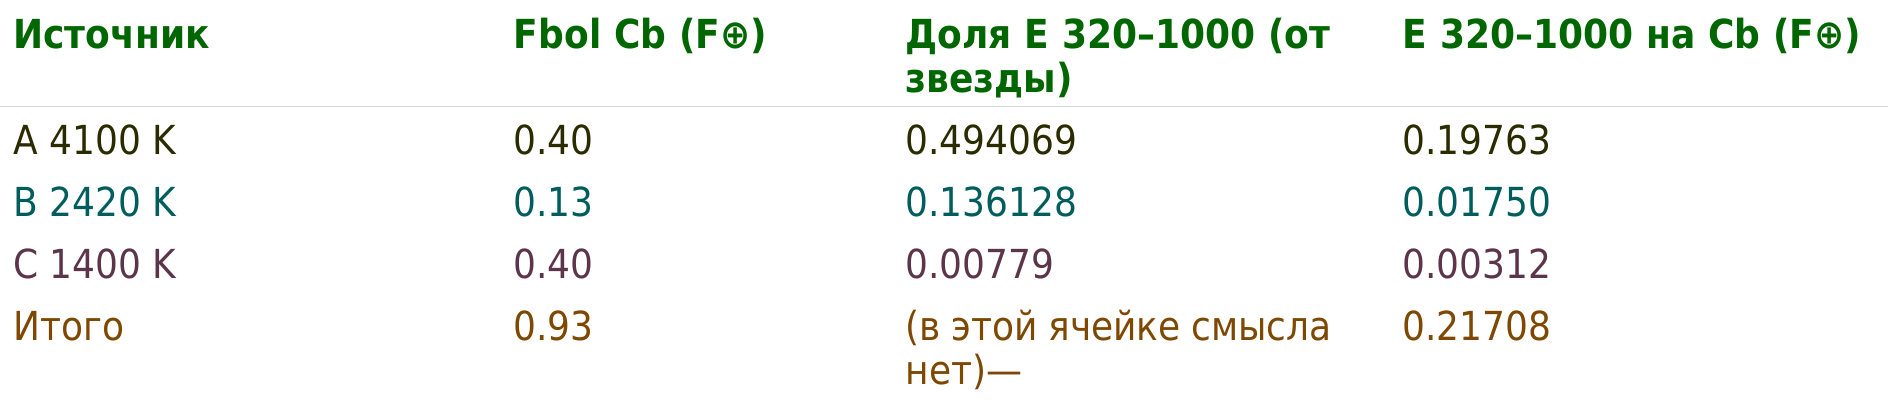 Источник Fbol Cb (F⊕) Доля E 320–1000 (от звезды) E 320–1000 на Cb (F⊕)
A 4100 K 0.40 0.494069 0.19763
B 2420 K 0.13 0.136128 0.01750
C 1400 K 0.40 0.00779 0.00312
Итого 0.93 (в этой ячейке смысла нет)— 0.21708